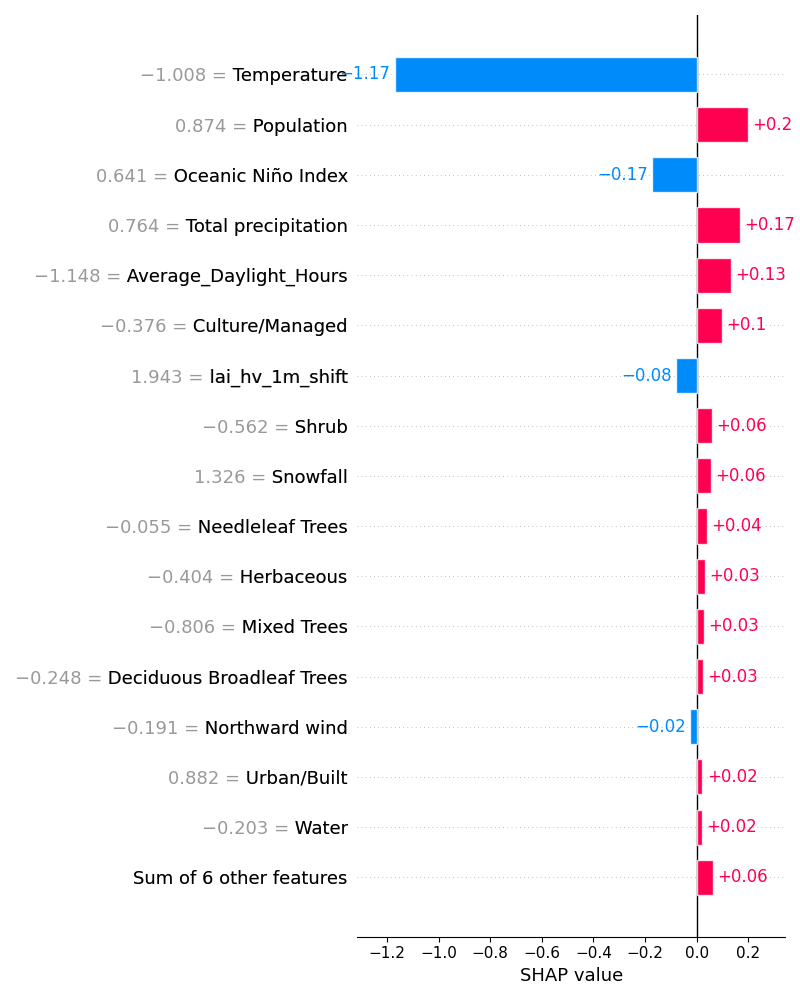 −1.008 = Temperature −1.17
0.874 = Population +0.2
0.641 = Oceanic Niño Index −0.17
0.764 = Total precipitation +0.17
−1.148 = Average_Daylight_Hours +0.13
−0.376 = Culture/Managed +0.1
1.943 = lai_hv_1m_shift −0.08
−0.562 = Shrub +0.06
1.326 = Snowfall +0.06
−0.055 = Needleleaf Trees +0.04
−0.404 = Herbaceous +0.03
−0.806 = Mixed Trees +0.03
−0.248 = Deciduous Broadleaf Trees +0.03
−0.191 = Northward wind −0.02
0.882 = Urban/Built +0.02
−0.203 = Water +0.02
Sum of 6 other features +0.06
−1.2 −1.0 −0.8 −0.6 −0.4 −0.2 0.0 0.2
SHAP value